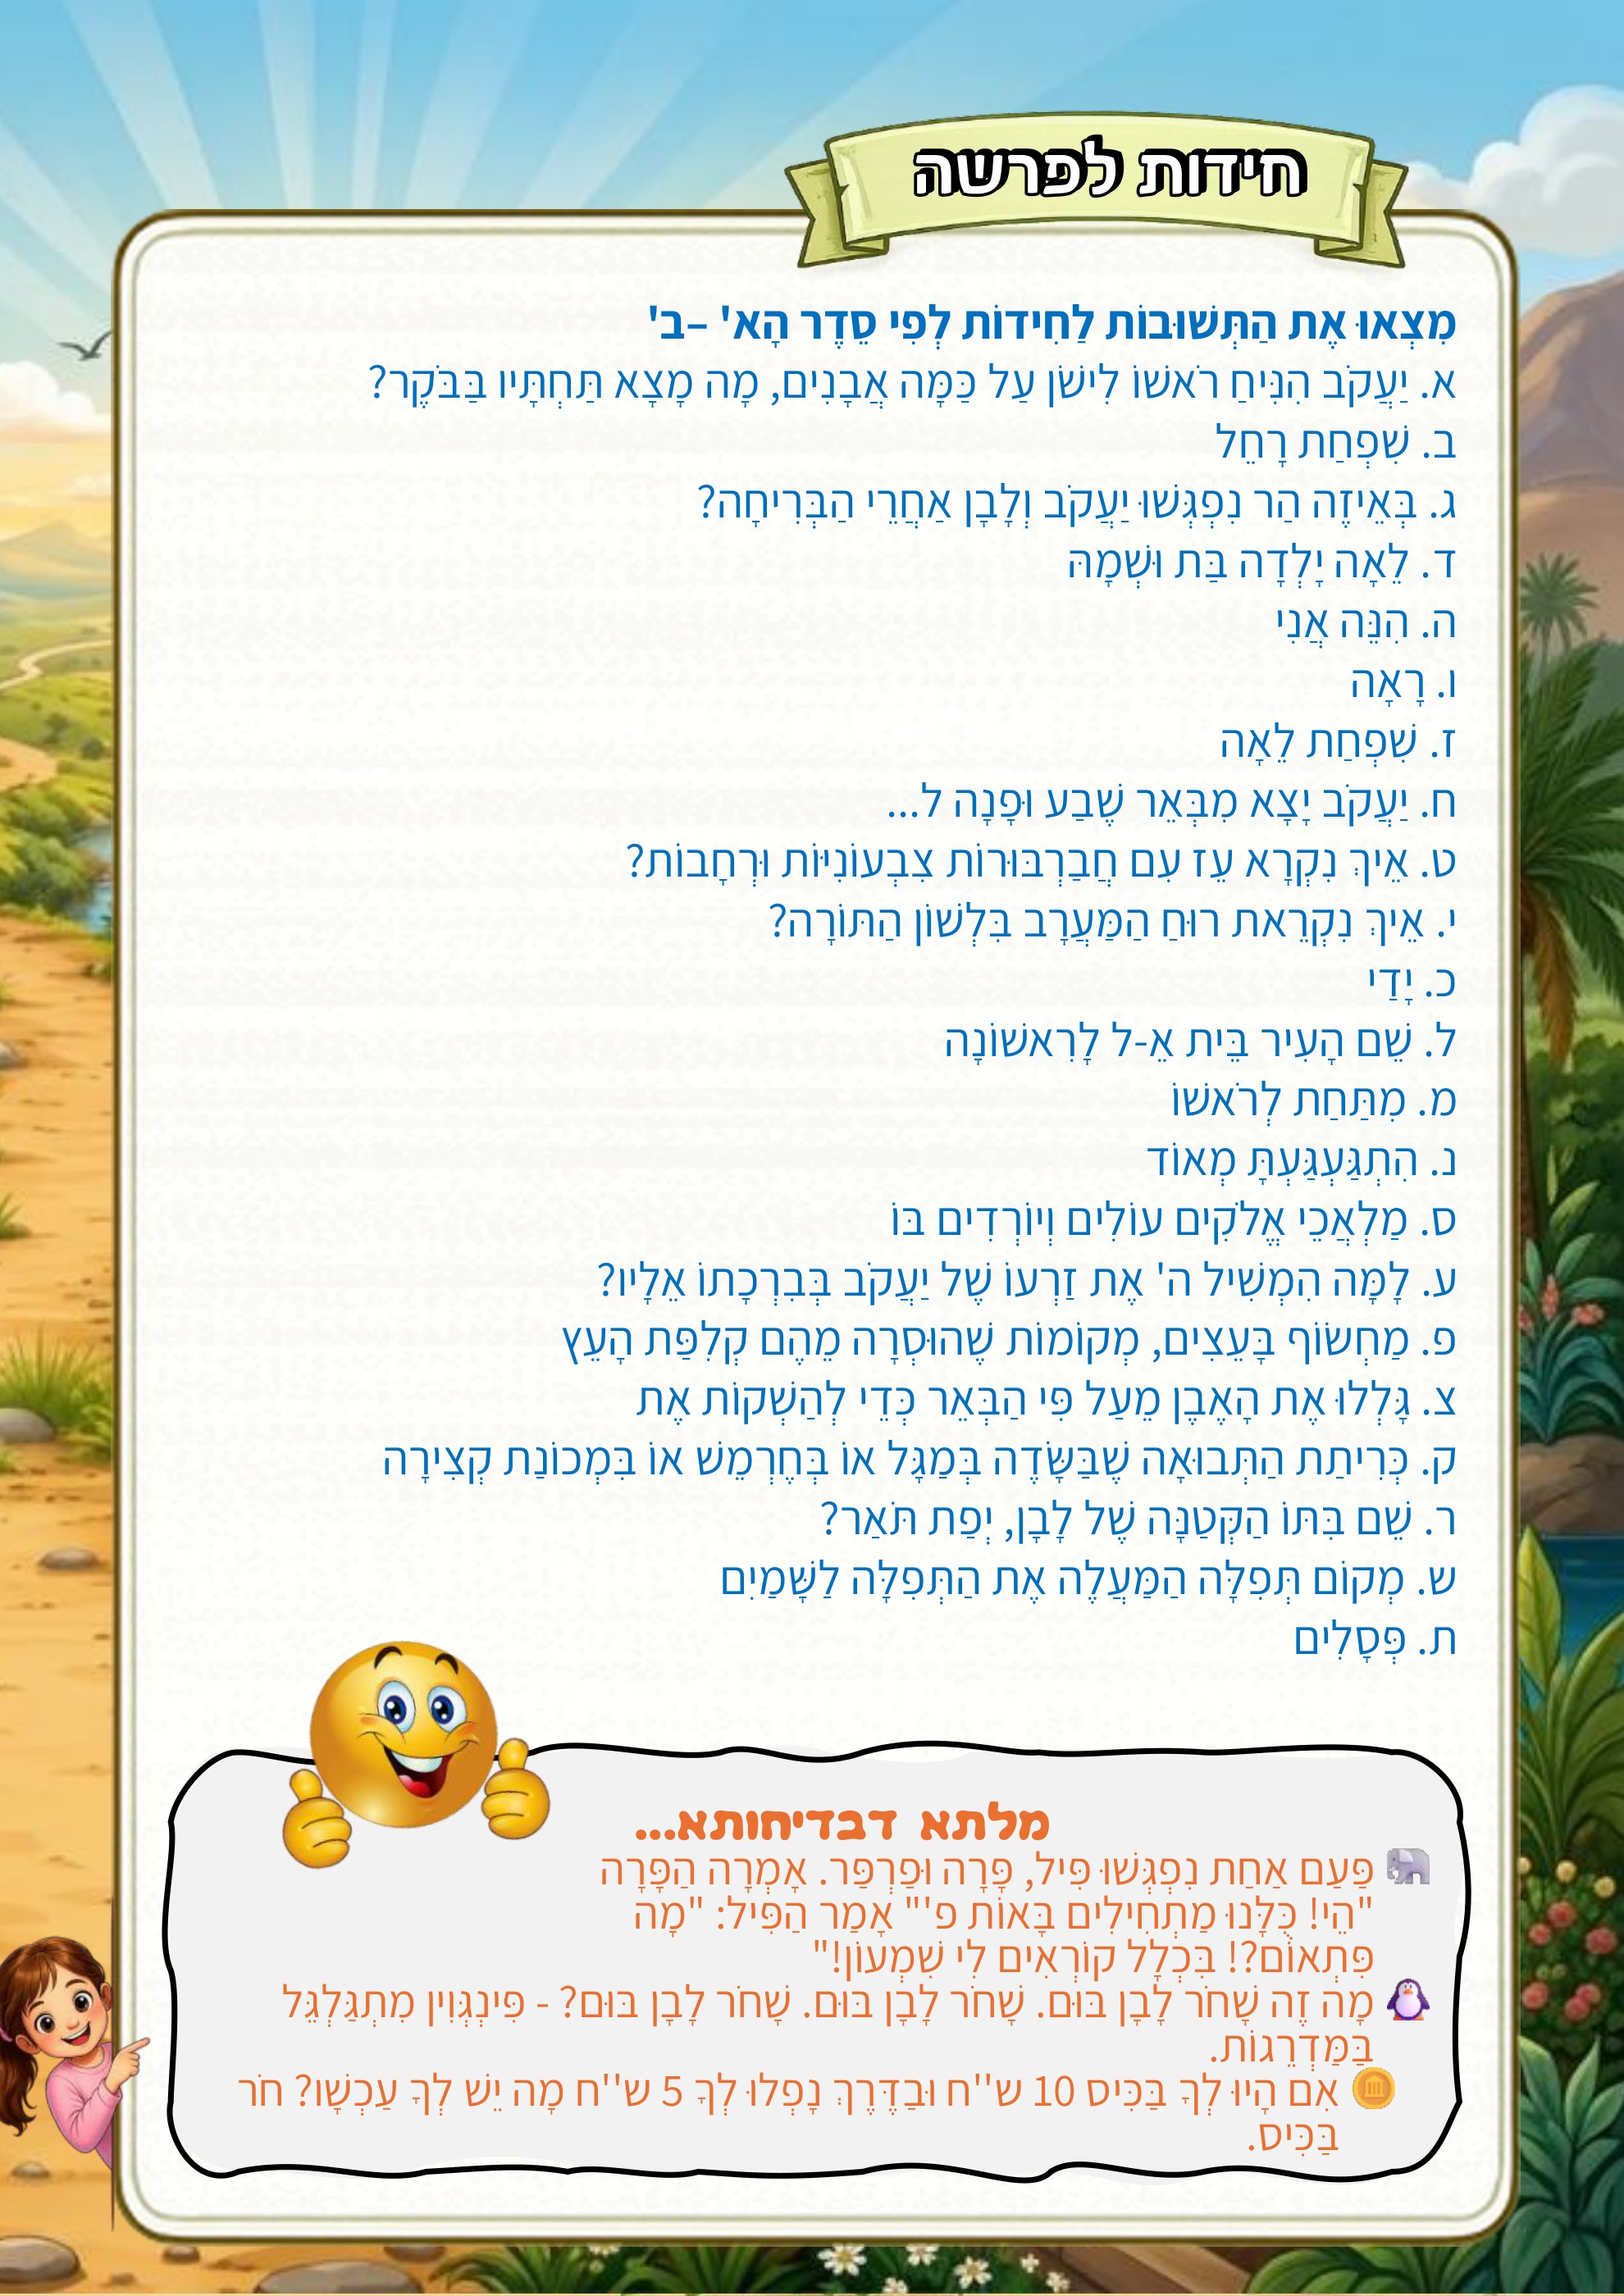 חידות לפרשה
מִצְאוּ אֶת הַתְּשׁוּבוֹת לַחִידוֹת לְפִי סֵדֶר הָא' –ב'
א. יַעֲקֹב הִנִּיחַ רֹאשׁוֹ לִישֹׁן עַל כַּמָּה אֲבָנִים, מָה מָצָא תַּחְתָּיו בַּבֹּקֶר?
ב. שִׁפְחַת רָחֵל
ג. בְּאֵיזֶה הַר נִפְגְּשׁוּ יַעֲקֹב וְלָבָן אַחֲרֵי הַבְּרִיחָה?
ד. לֵאָה יָלְדָה בַּת וּשְׁמָהּ
ה. הִנֵּה אֲנִי
ו. רָאָה
ז. שִׁפְחַת לֵאָה
ח. יַעֲקֹב יָצָא מִבְּאֵר שֶׁבַע וּפָנָה ל...
ט. אֵיךְ נִקְרָא עֵז עִם חֲבַרְבּוּרוֹת צִבְעוֹנִיּוֹת וּרְחָבוֹת?
י. אֵיךְ נִקְרֵאת רוּחַ הַמַּעֲרָב בִּלְשׁוֹן הַתּוֹרָה?
כ. יָדַי
ל. שֵׁם הָעִיר בֵּית אֵ-ל לָרִאשׁוֹנָה
מ. מִתַּחַת לְרֹאשׁוֹ
נ. הִתְגַּעְגַּעְתָּ מְאוֹד
ס. מַלְאֲכֵי אֱלֹקִים עוֹלִים וְיוֹרְדִים בּוֹ
ע. לָמָּה הִמְשִׁיל ה' אֶת זַרְעוֹ שֶׁל יַעֲקֹב בְּבִרְכָתוֹ אֵלָיו?
פ. מַחְשׂוֹף בָּעֵצִים, מְקוֹמוֹת שֶׁהוּסְרָה מֵהֶם קְלִפַּת הָעֵץ
צ. גָּלְלוּ אֶת הָאֶבֶן מֵעַל פִּי הַבְּאֵר כְּדֵי לְהַשְׁקוֹת אֶת
ק. כְּרִיתַת הַתְּבוּאָה שֶׁבַּשָּׂדֶה בְּמַגָּל אוֹ בְּחֶרְמֵשׁ אוֹ בִּמְכוֹנַת קְצִירָה
ר. שֵׁם בִּתּוֹ הַקְּטַנָּה שֶׁל לָבָן, יְפַת תֹּאַר?
ש. מְקוֹם תְּפִלָּה הַמַּעֲלֶה אֶת הַתְּפִלָּה לַשָּׁמַיִם
ת. פְּסָלִים
מלתא דבדיחותא...
פַּעַם אַחַת נִפְגְּשׁוּ פִּיל, פָּרָה וּפַרְפַּר. אָמְרָה הַפָּרָה
"הֵי! כֻּלָּנוּ מַתְחִילִים בָּאוֹת פ'" אָמַר הַפִּיל: "מָה
פִּתְאוֹם?! בִּכְלָל קוֹרְאִים לִי שִׁמְעוֹן!"
מָה זֶה שָׁחֹר לָבָן בּוּם. שָׁחֹר לָבָן בּוּם. שָׁחֹר לָבָן בּוּם? - פִּינְגְּוִין מִתְגַּלְגֵּל
בַּמַּדְרֵגוֹת.
אִם הָיוּ לְךָ בַּכִּיס 10 ש''ח וּבַדֶּרֶךְ נָפְלוּ לְךָ 5 ש''ח מָה יֵשׁ לְךָ עַכְשָׁו? חֹר
בַּכִּיס.